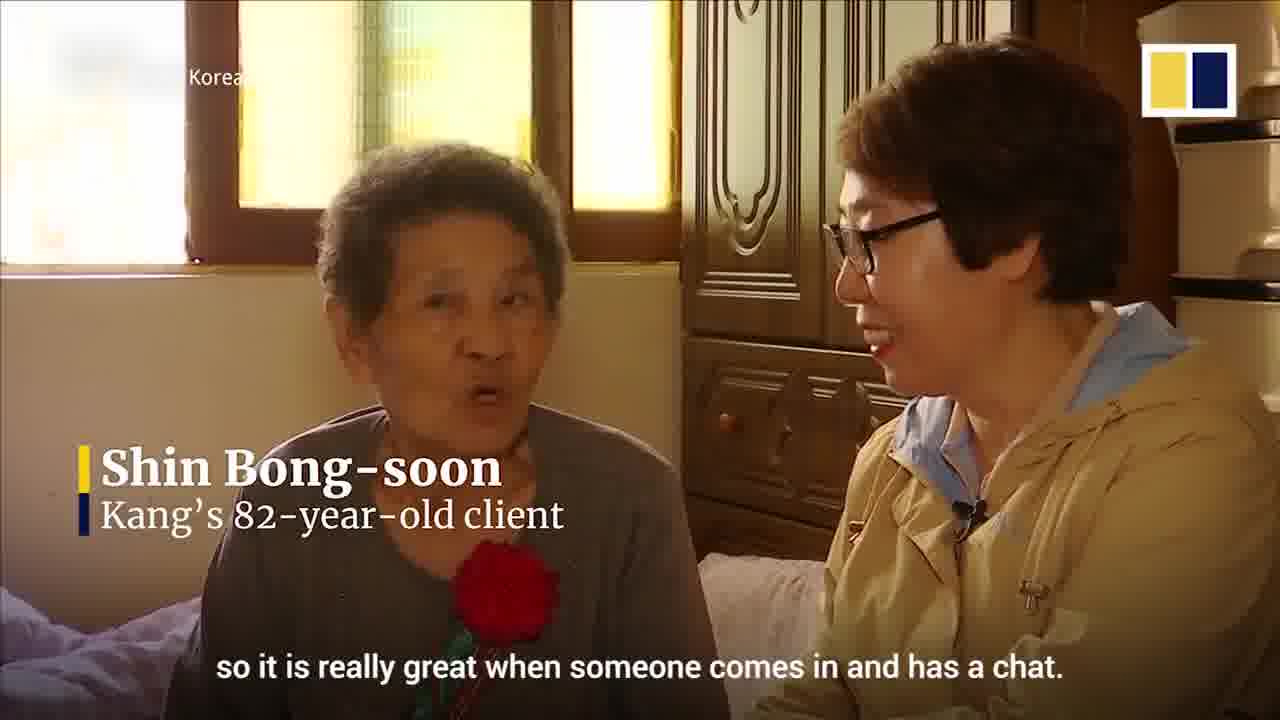 Korea
Shin Bong-soon
Kang's 82-year-old client
so it is really great when someone comes in and has a chat.